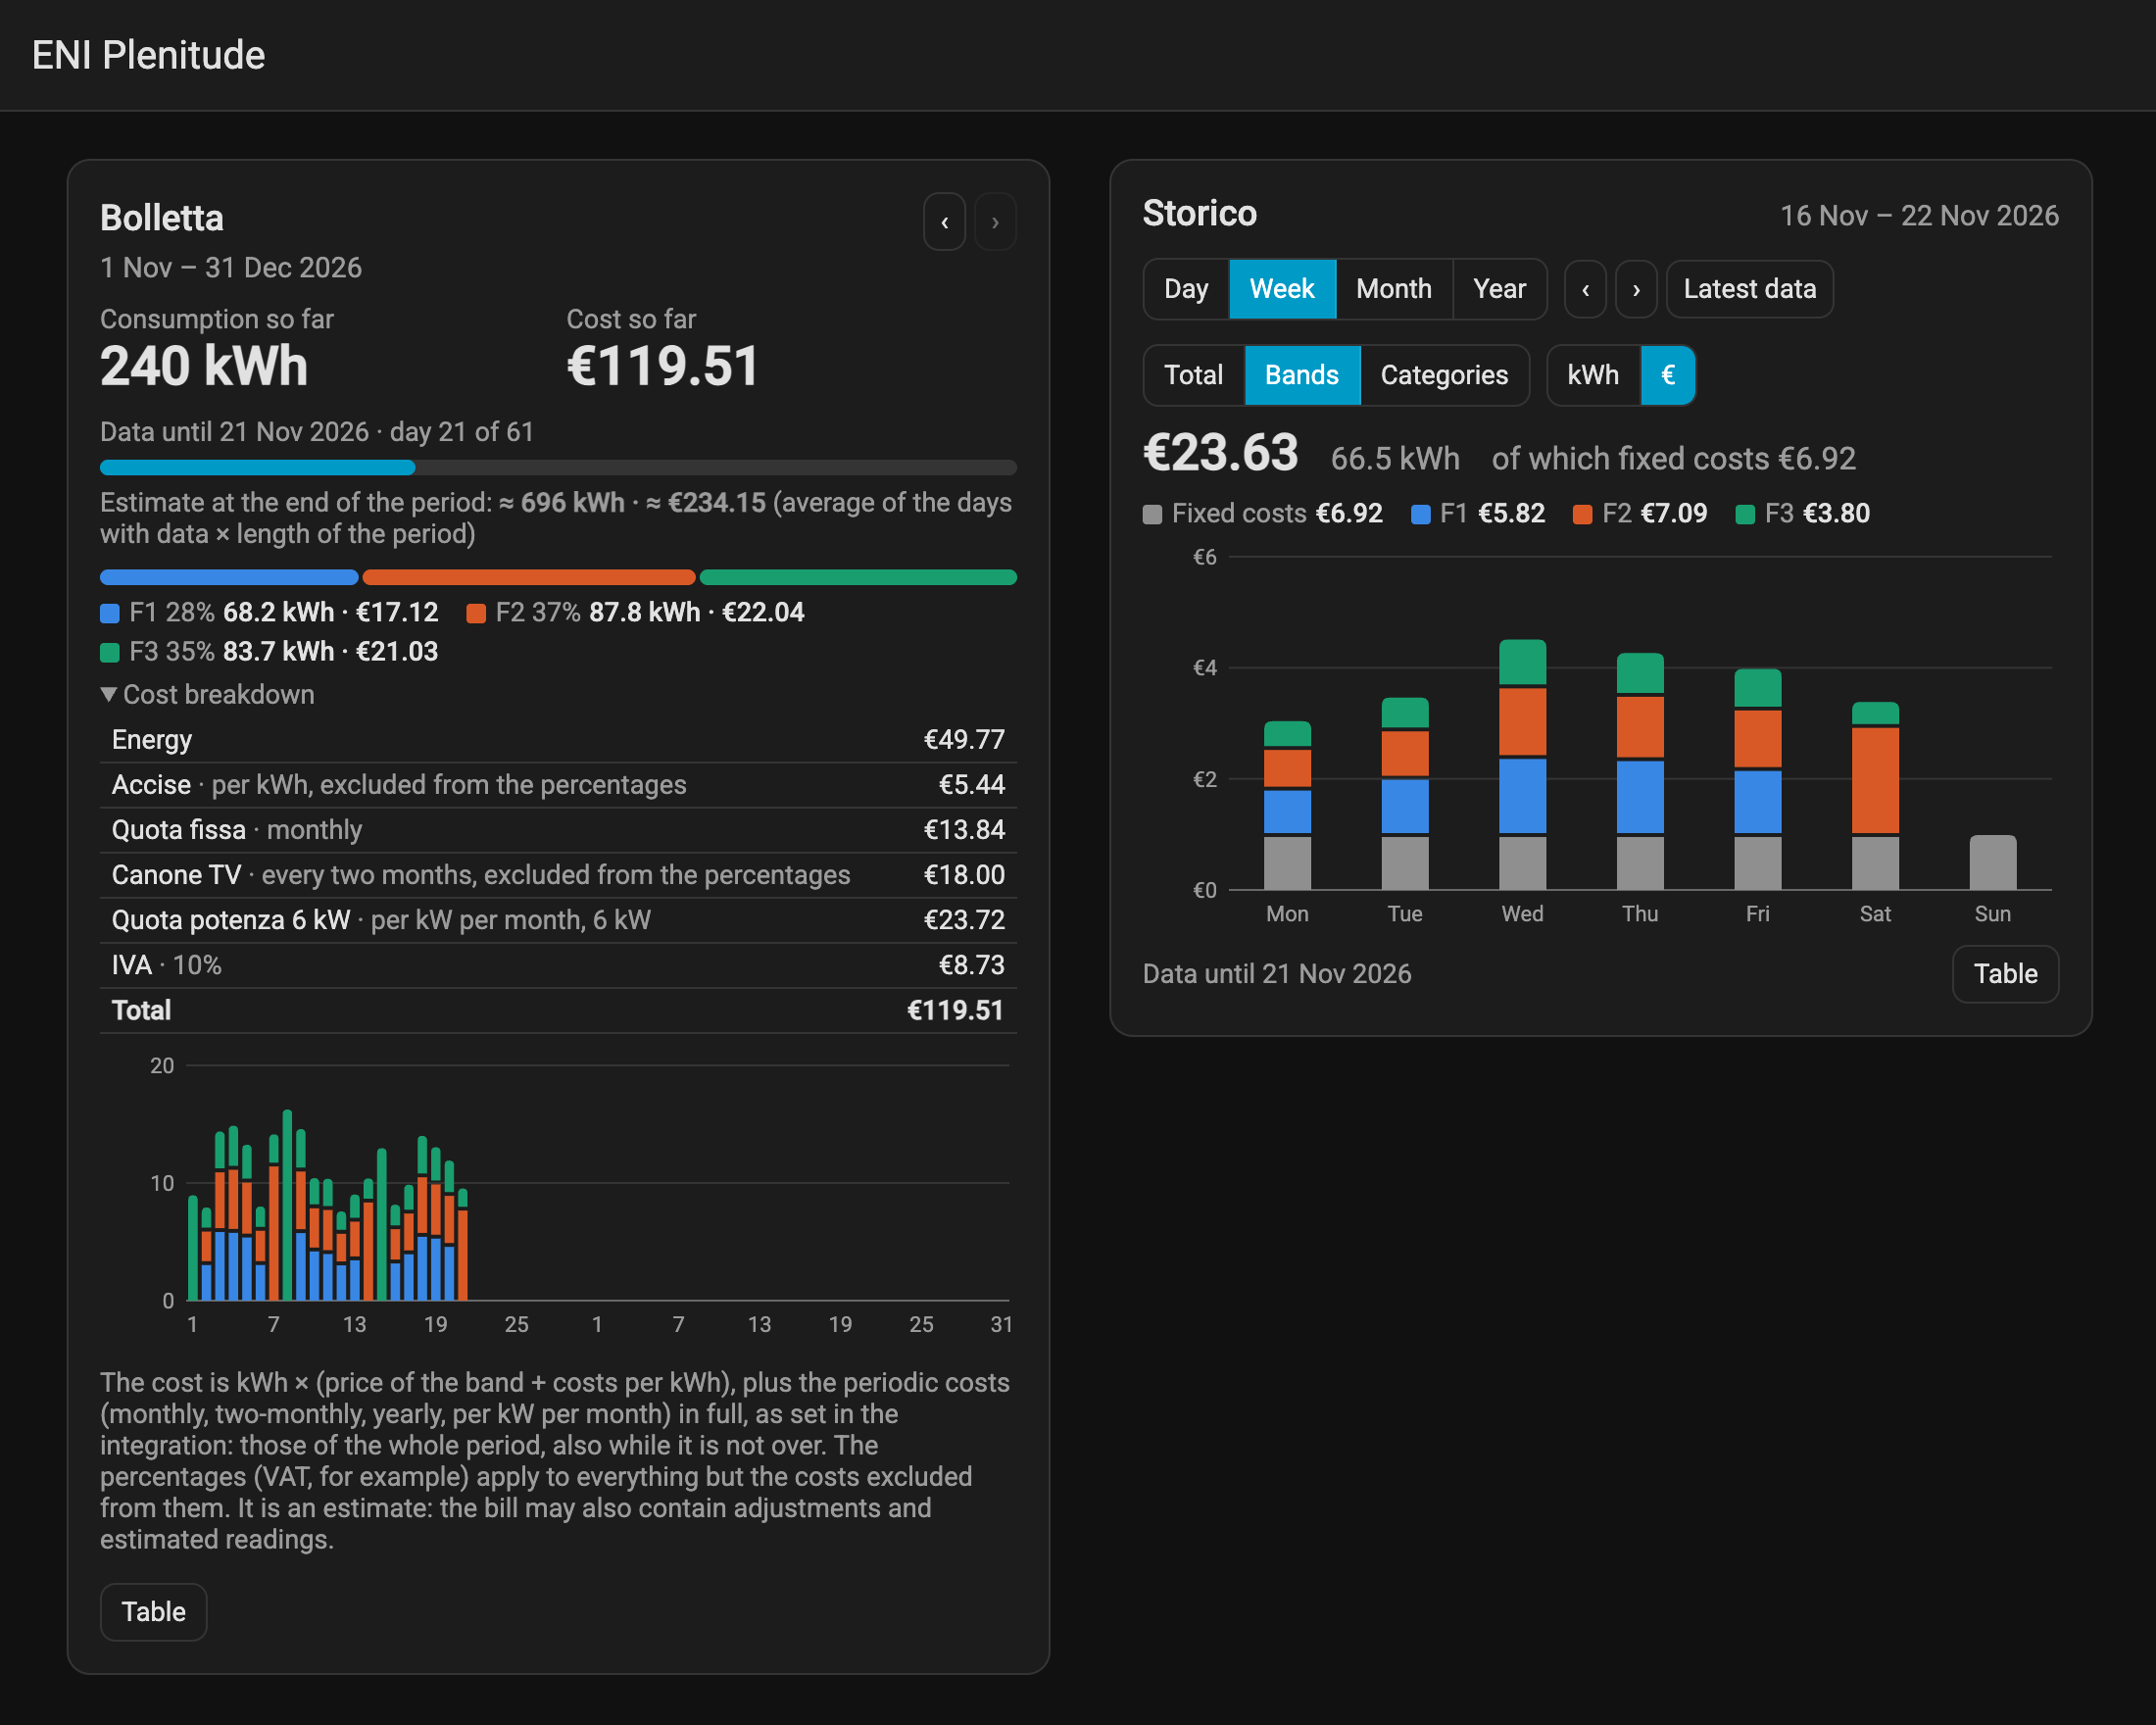 ENI Plenitude
Bolletta
‹ ›
1 Nov – 31 Dec 2026
Consumption so far
240 kWh
Cost so far
€119.51
Data until 21 Nov 2026 · day 21 of 61
Estimate at the end of the period: ≈ 696 kWh · ≈ €234.15 (average of the days
with data × length of the period)
F1 28% 68.2 kWh · €17.12 F2 37% 87.8 kWh · €22.04
F3 35% 83.7 kWh · €21.03
▼ Cost breakdown
Energy €49.77
Accise · per kWh, excluded from the percentages €5.44
Quota fissa · monthly €13.84
Canone TV · every two months, excluded from the percentages €18.00
Quota potenza 6 kW · per kW per month, 6 kW €23.72
IVA · 10% €8.73
Total €119.51
20
10
0
1 7 13 19 25 1 7 13 19 25 31
The cost is kWh × (price of the band + costs per kWh), plus the periodic costs
(monthly, two-monthly, yearly, per kW per month) in full, as set in the
integration: those of the whole period, also while it is not over. The
percentages (VAT, for example) apply to everything but the costs excluded
from them. It is an estimate: the bill may also contain adjustments and
estimated readings.
Table
Storico
16 Nov – 22 Nov 2026
Day Week Month Year ‹ › Latest data
Total Bands Categories kWh €
€23.63 66.5 kWh of which fixed costs €6.92
Fixed costs €6.92 F1 €5.82 F2 €7.09 F3 €3.80
€6
€4
€2
€0
Mon Tue Wed Thu Fri Sat Sun
Data until 21 Nov 2026
Table